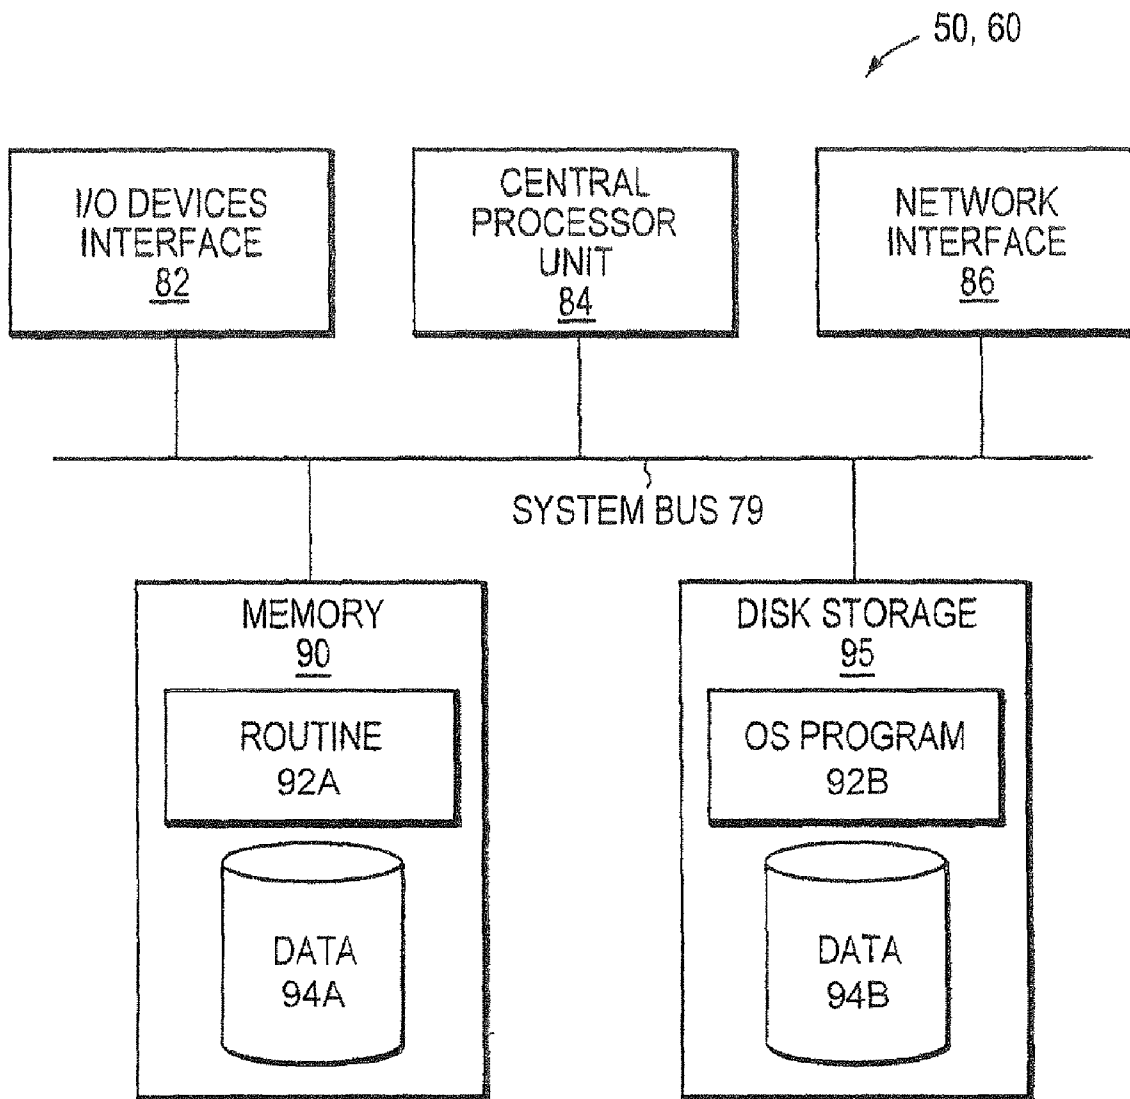 50, 60
I/O DEVICES
INTERFACE
82
CENTRAL
PROCESSOR
UNIT
84
NETWORK
INTERFACE
86
SYSTEM BUS 79
MEMORY
90
ROUTINE
92A
DATA
94A
DISK STORAGE
95
OS PROGRAM
92B
DATA
94B